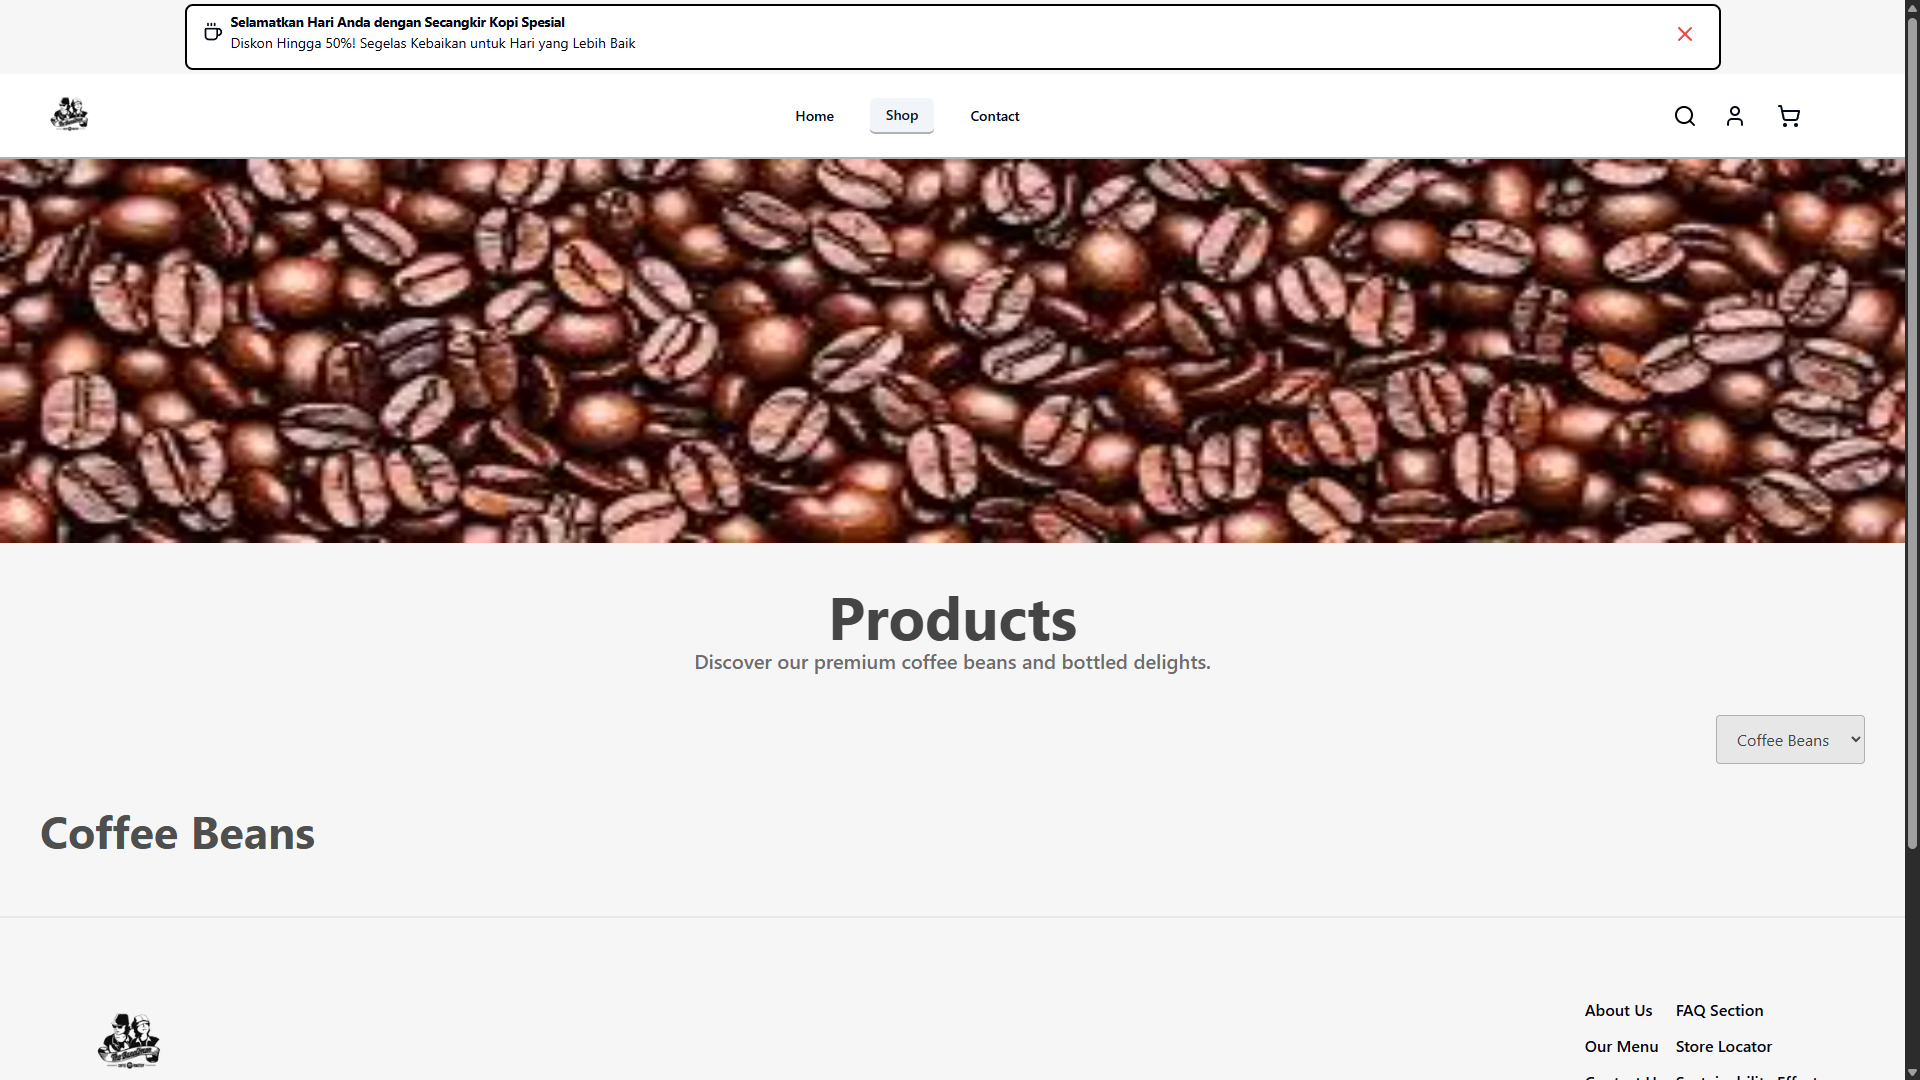 Selamatkan Hari Anda dengan Secangkir Kopi Spesial
Diskon Hingga 50%! Segelas Kebaikan untuk Hari yang Lebih Baik
Home
Shop
Contact
Products
Discover our premium coffee beans and bottled delights.
Coffee Beans
Coffee Beans
About Us
FAQ Section
Our Menu
Store Locator